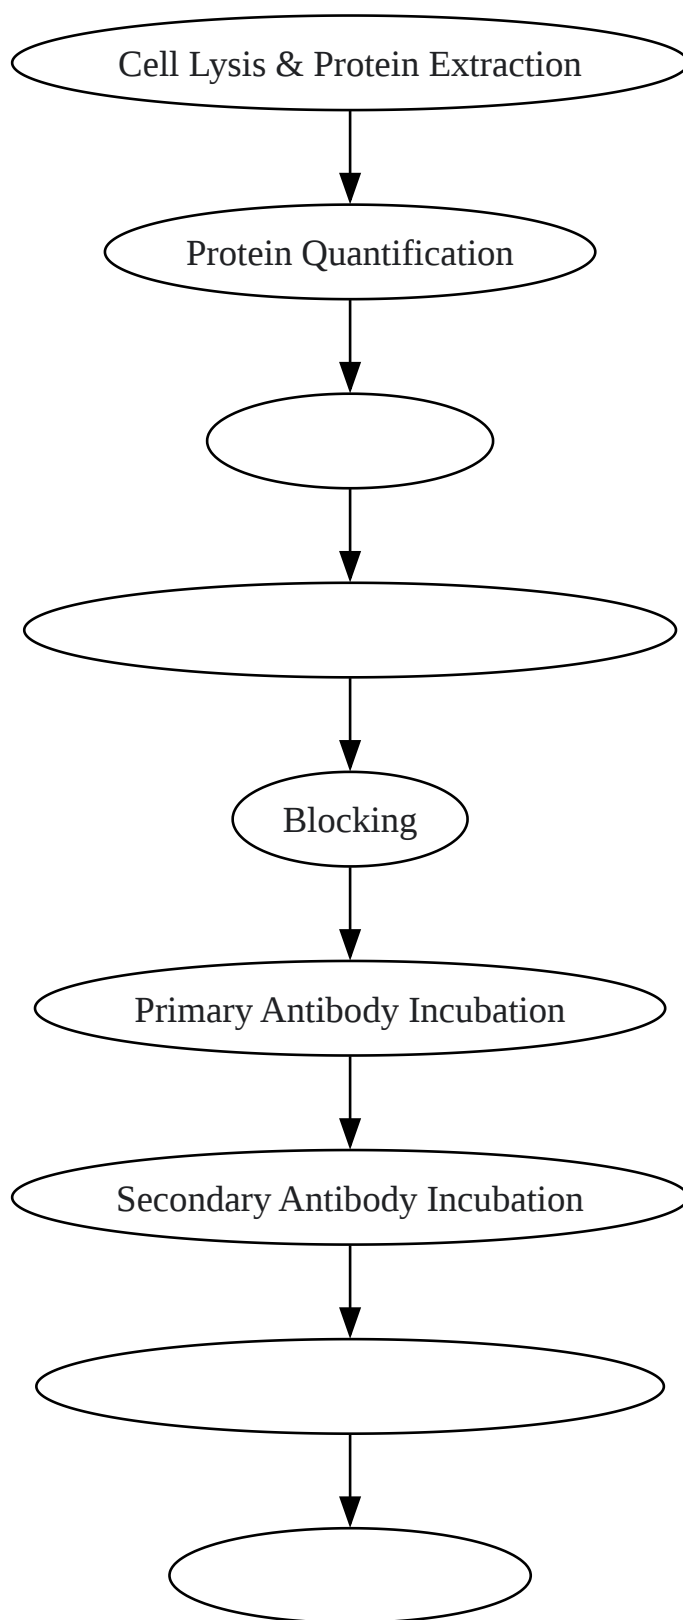 Cell Lysis & Protein Extraction
Protein Quantification
Blocking
Primary Antibody Incubation
Secondary Antibody Incubation